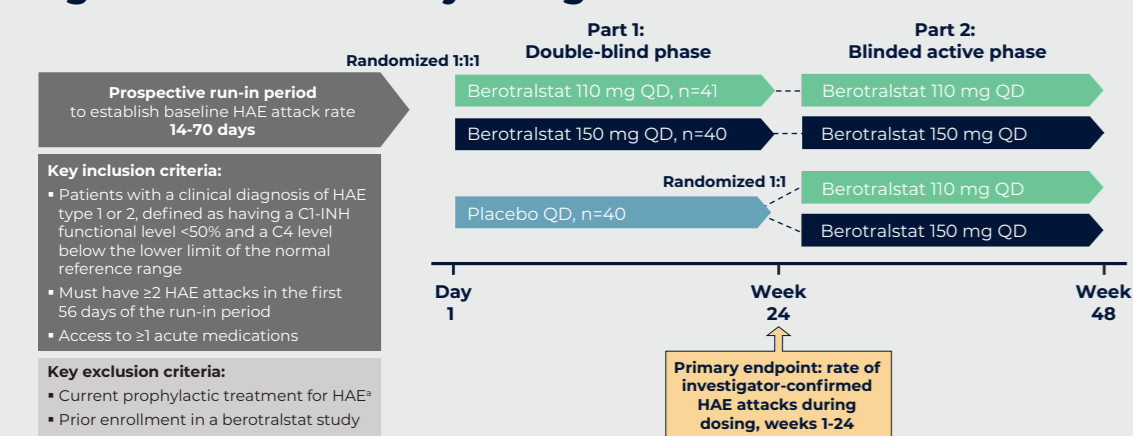 Part 1:
Double-blind phase
Part 2:
Blinded active phase
Randomized 1:1:1
Prospective run-in period
to establish baseline HAE attack rate
14-70 days
Berotralstat 110 mg QD, n=41
Berotralstat 110 mg QD
Berotralstat 150 mg QD, n=40
Berotralstat 150 mg QD
Key inclusion criteria:
▪ Patients with a clinical diagnosis of HAE
type 1 or 2, defined as having a C1-INH
functional level <50% and a C4 level
below the lower limit of the normal
reference range
▪ Must have ≥2 HAE attacks in the first
56 days of the run-in period
▪ Access to ≥1 acute medications
Randomized 1:1
Placebo QD, n=40
Berotralstat 110 mg QD
Berotralstat 150 mg QD
Day
1
Week
24
Week
48
Key exclusion criteria:
▪ Current prophylactic treatment for HAEᵃ
▪ Prior enrollment in a berotralstat study
Primary endpoint: rate of
investigator-confirmed
HAE attacks during
dosing, weeks 1-24